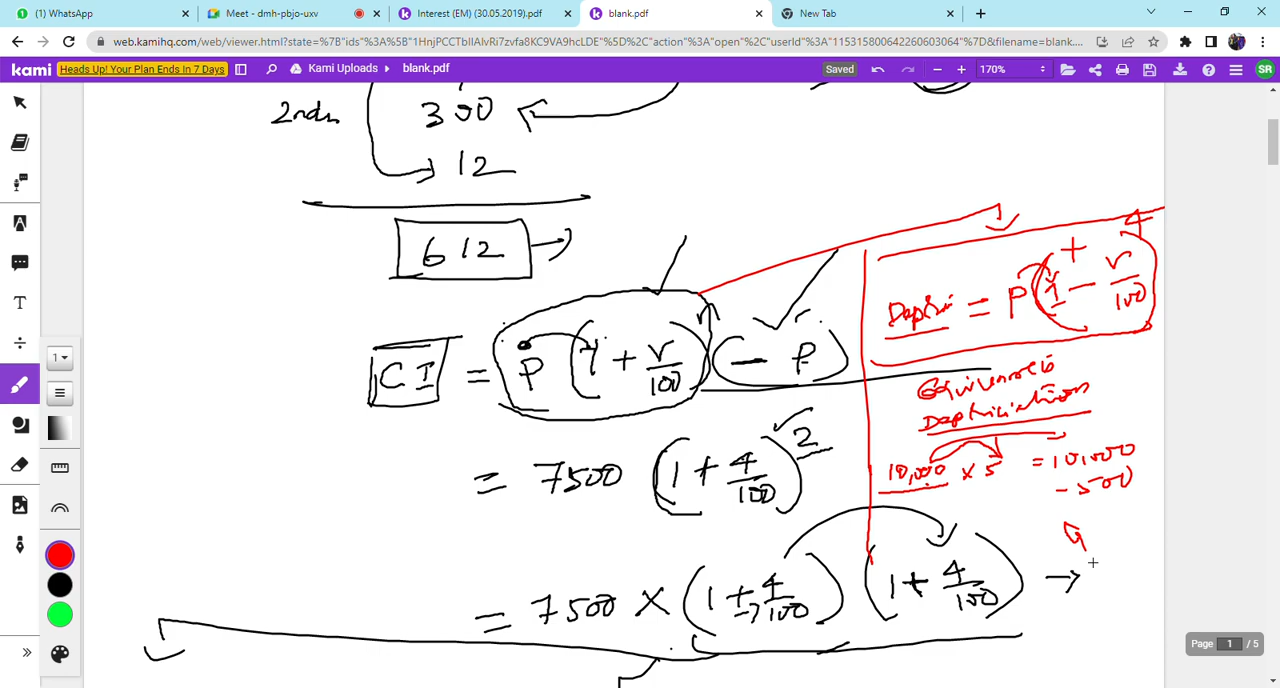 (1) WhatsApp
Meet - dmh-pbjo-uxv
Interest (EM) (30.05.2019).pdf
blank.pdf
New Tab
web.kamihq.com/web/viewer.html?state=%7B"ids"%3A%5B"1HnjPCCTbIIAlvRi7zvfa8KC9VA9hcLDE"%5D%2C"action"%3A"open"%2C"userId"%3A"115315800642260603064"%7D&filename=blank....
kami
Heads Up! Your Plan Ends In 7 Days
Kami Uploads
blank.pdf
Saved
170%
SR
2nd
300
12
612
CI = P (1 + r/100) - P
= 7500 (1 + 4/100)²
= 7500 × (1 + 4/100) (1 + 4/100) →
= P (1 - r/100)
+
10,000 × 5 = 10,000
- 500
1
Page 1 / 5